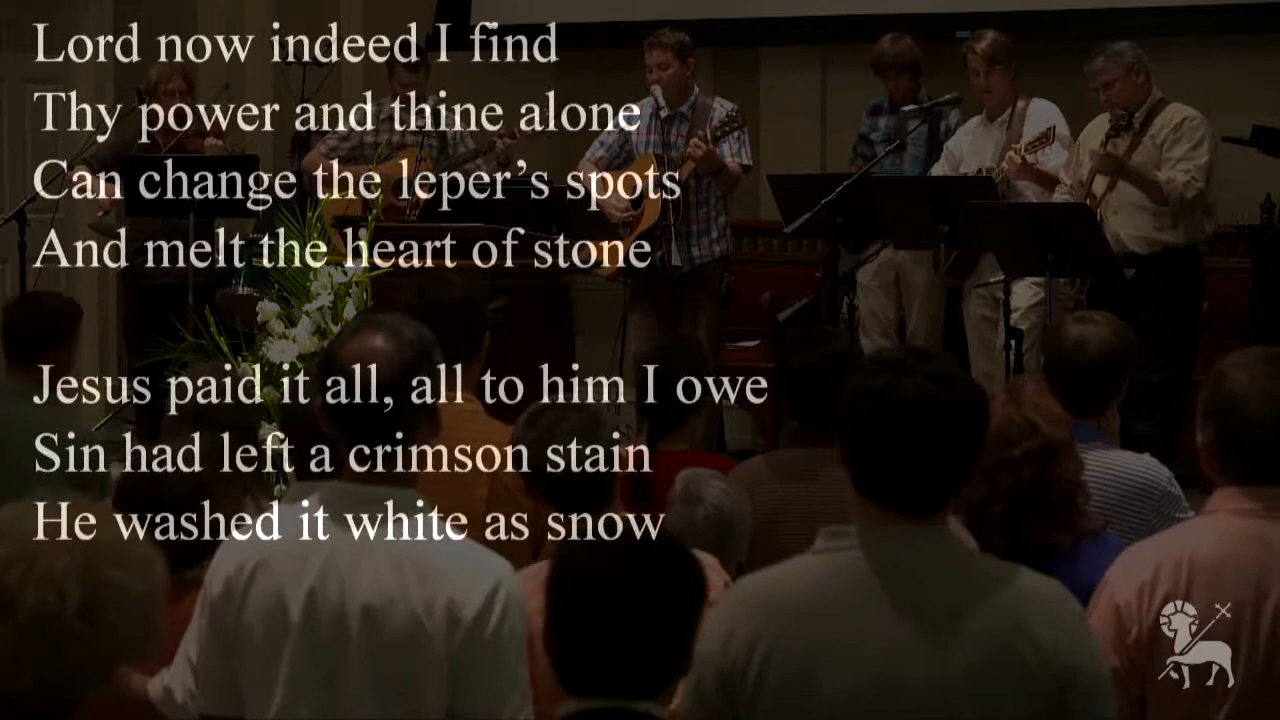 Lord now indeed I find
Thy power and thine alone
Can change the leper’s spots
And melt the heart of stone
Jesus paid it all, all to him I owe
Sin had left a crimson stain
He washed it white as snow